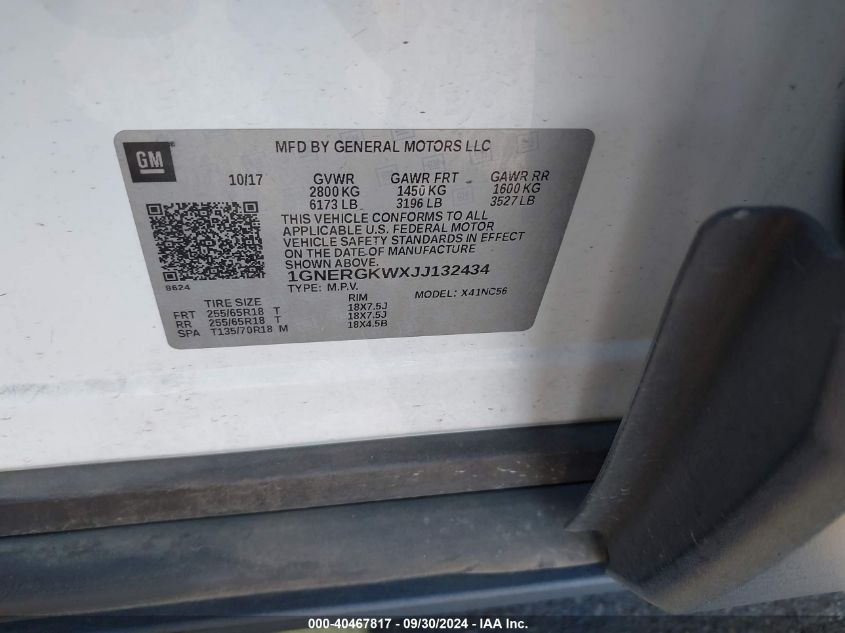 GM
MFD BY GENERAL MOTORS LLC
10/17 GVWR GAWR FRT GAWR RR
2800 KG 1450 KG 1600 KG
6173 LB 3196 LB 3527 LB
THIS VEHICLE CONFORMS TO ALL
APPLICABLE U.S. FEDERAL MOTOR
VEHICLE SAFETY STANDARDS IN EFFECT
ON THE DATE OF MANUFACTURE
SHOWN ABOVE.
1GNERGKWXJJ132434
8624
TYPE: M.P.V. MODEL: X41NC56
TIRE SIZE RIM
FRT 255/65R18 T 18X7.5J
RR 255/65R18 T 18X7.5J
SPA T135/70R18 M 18X4.5B
000-40467817 - 09/30/2024 - IAA Inc.